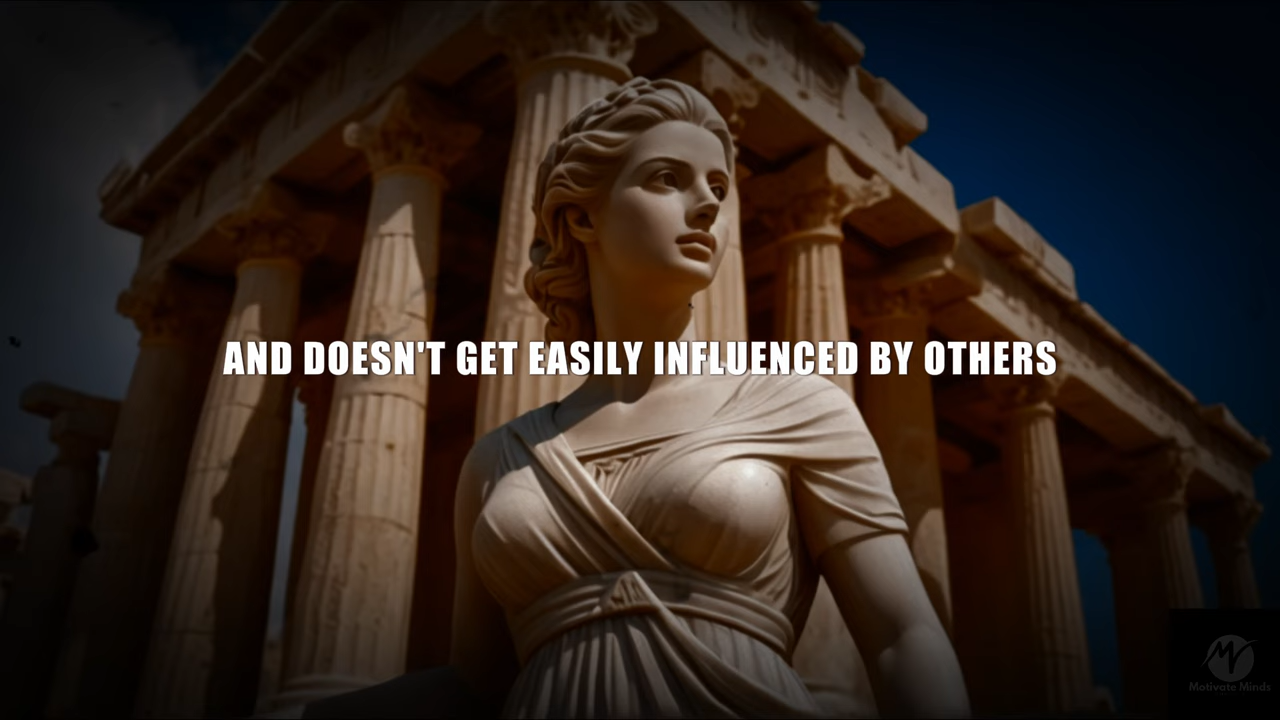 AND DOESN'T GET EASILY INFLUENCED BY OTHERS
Motivate Minds